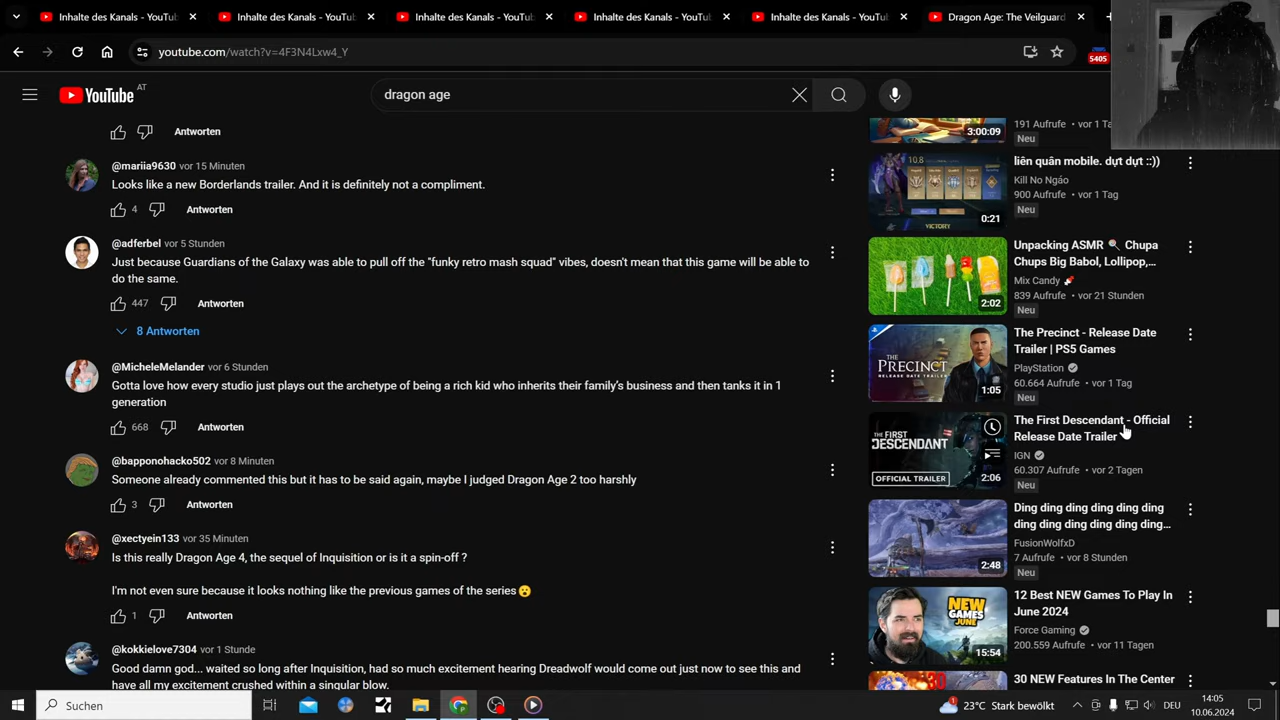 Inhalte des Kanals - YouTu
Inhalte des Kanals - YouTub
Inhalte des Kanals - YouTub
Inhalte des Kanals - YouTu
Inhalte des Kanals - YouTu
Dragon Age: The Veilguard
youtube.com/watch?v=4F3N4Lxw4_Y
5405
YouTube AT
dragon age
Antworten
@mariia9630 vor 15 Minuten
Looks like a new Borderlands trailer. And it is definitely not a compliment.
4 Antworten
@adferbel vor 5 Stunden
Just because Guardians of the Galaxy was able to pull off the "funky retro mash squad" vibes, doesn't mean that this game will be able to
do the same.
447 Antworten
8 Antworten
@MicheleMelander vor 6 Stunden
Gotta love how every studio just plays out the archetype of being a rich kid who inherits their family's business and then tanks it in 1
generation
668 Antworten
@bapponohacko502 vor 8 Minuten
Someone already commented this but it has to be said again, maybe I judged Dragon Age 2 too harshly
3 Antworten
@xectyein133 vor 35 Minuten
Is this really Dragon Age 4, the sequel of Inquisition or is it a spin-off ?
I'm not even sure because it looks nothing like the previous games of the series😮
1 Antworten
@kokkielove7304 vor 1 Stunde
Good damn god... waited so long after Inquisition, had so much excitement hearing Dreadwolf would come out just now to see this and
have all my excitement crushed within a singular blow.
3:00:09
191 Aufrufe • vor 1 Ta
Neu
10.8
VICTORY
0:21
liên quân mobile. dựt dựt ::))
Kill No Ngáo
900 Aufrufe • vor 1 Tag
Neu
2:02
Unpacking ASMR 🍭 Chupa
Chups Big Babol, Lollipop,...
Mix Candy 🍬
839 Aufrufe • vor 21 Stunden
Neu
THE
PRECINCT
RELEASE DATE TRAILER
1:05
The Precinct - Release Date
Trailer | PS5 Games
PlayStation
60.664 Aufrufe • vor 1 Tag
Neu
THE FIRST
DESCENDANT
OFFICIAL TRAILER
2:06
The First Descendant - Official
Release Date Trailer
IGN
60.307 Aufrufe • vor 2 Tagen
Neu
2:48
Ding ding ding ding ding ding
ding ding ding ding ding ding...
FusionWolfxD
7 Aufrufe • vor 8 Stunden
Neu
NEW
GAMES
JUNE
15:54
12 Best NEW Games To Play In
June 2024
Force Gaming
200.559 Aufrufe • vor 11 Tagen
30
30 NEW Features In The Center
Suchen
1
23°C Stark bewölkt
DEU
14:05
10.06.2024